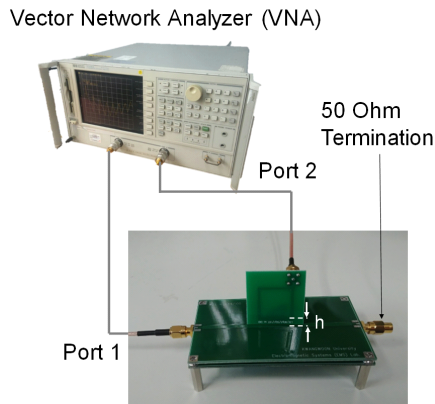 Vector Network Analyzer (VNA)
50 Ohm
Termination
Port 2
h
Port 1